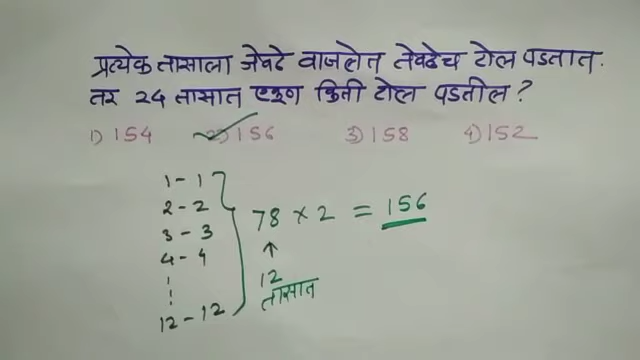 प्रत्येक तासाला जेवढे वाजलेत तेवढेच टोल पडतात.
तर 24 तासात एकूण किती टोल पडतील?
1) 154 2) 156 3) 158 4) 152
1 - 1
2 - 2
3 - 3
4 - 4
12 - 12
78 × 2 = 156
↑
12
तासात